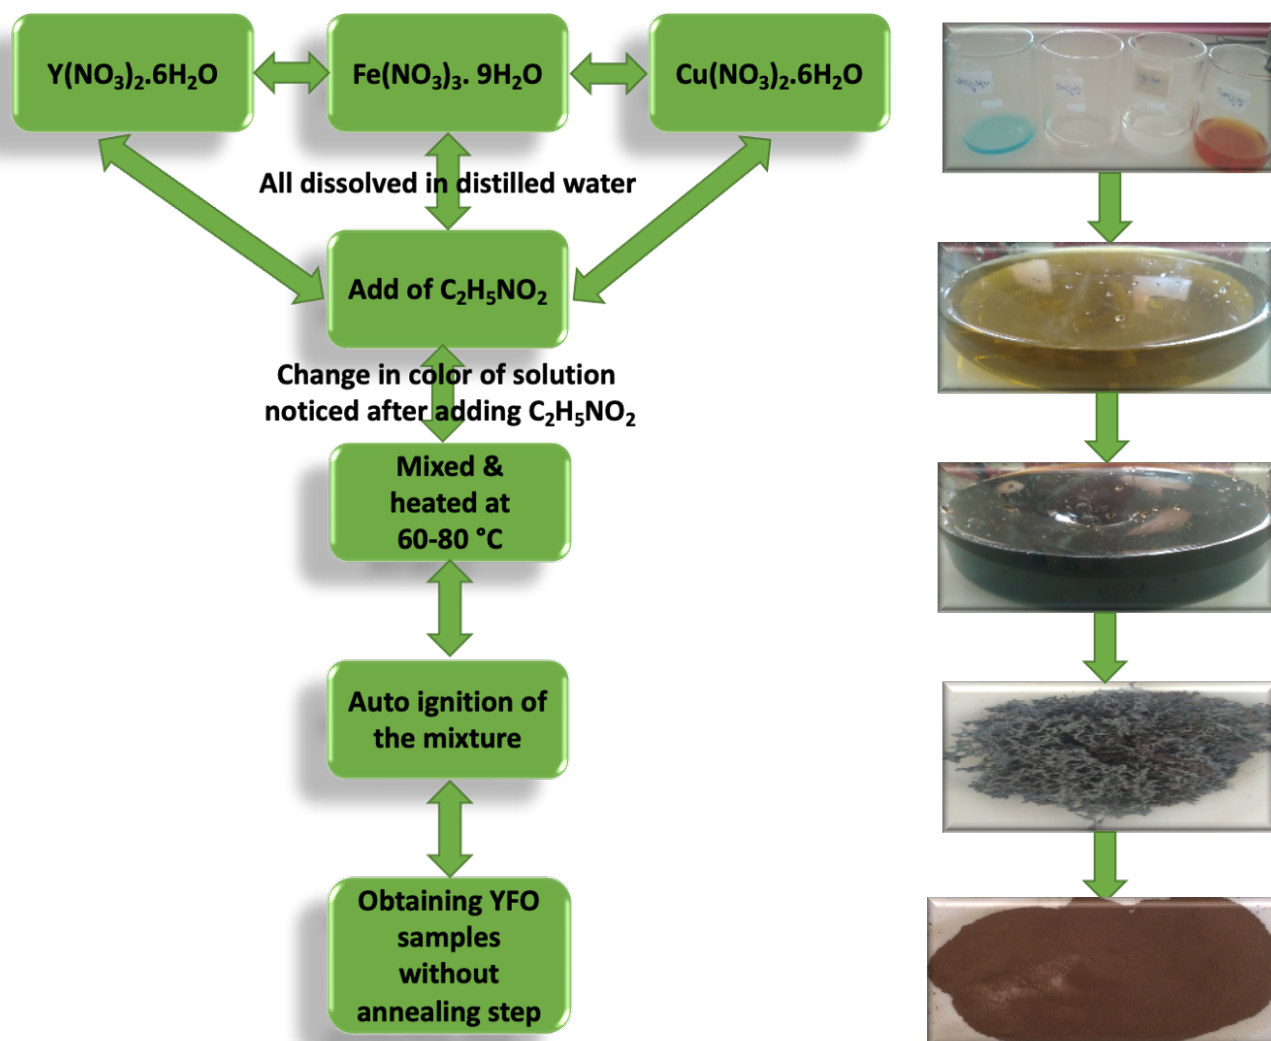 Y(NO₃)₂.6H₂O
Fe(NO₃)₃. 9H₂O
Cu(NO₃)₂.6H₂O
All dissolved in distilled water
Add of C₂H₅NO₂
Change in color of solution
noticed after adding C₂H₅NO₂
Mixed &
heated at
60-80 °C
Auto ignition of
the mixture
Obtaining YFO
samples
without
annealing step